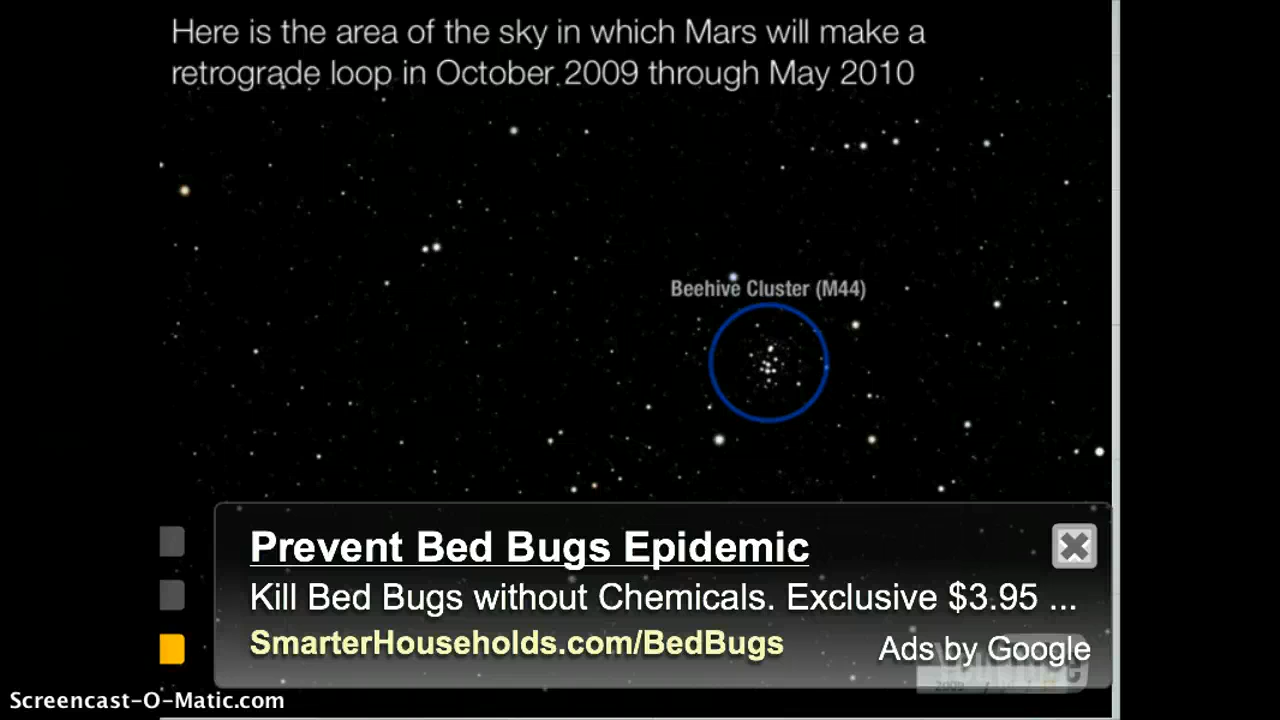 Here is the area of the sky in which Mars will make a
retrograde loop in October 2009 through May 2010
Beehive Cluster (M44)
Prevent Bed Bugs Epidemic
Kill Bed Bugs without Chemicals. Exclusive $3.95 ...
SmarterHouseholds.com/BedBugs
Ads by Google
2009
Screencast-O-Matic.com